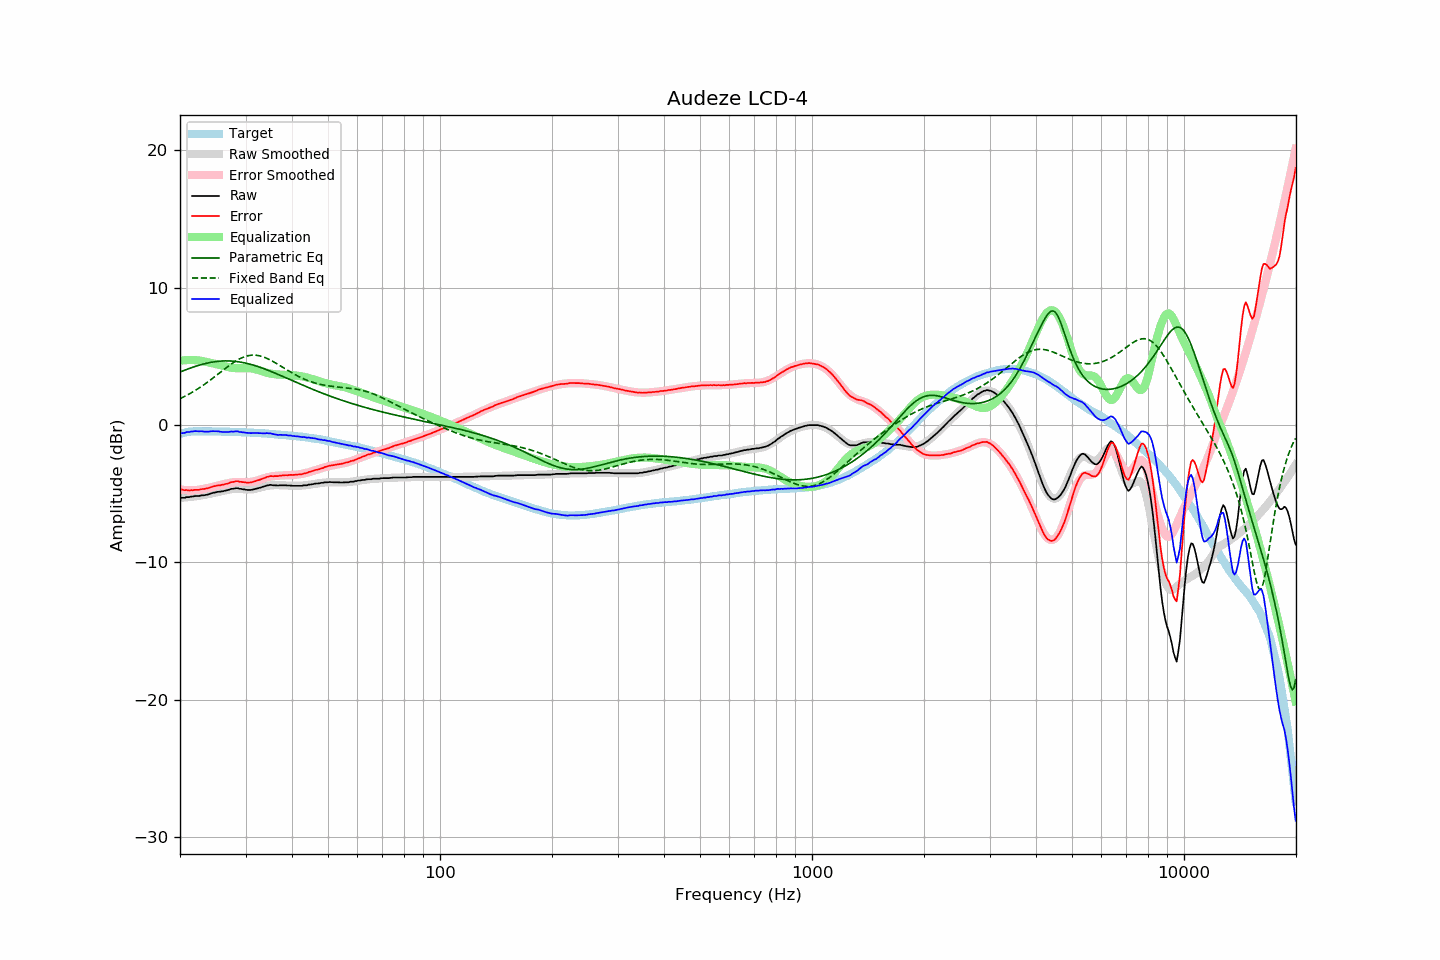 Audeze LCD-4
Target
Raw Smoothed
Error Smoothed
Raw
Error
Equalization
Parametric Eq
Fixed Band Eq
Equalized
20
10
0
−10
−20
−30
Amplitude (dBr)
100
1000
10000
Frequency (Hz)